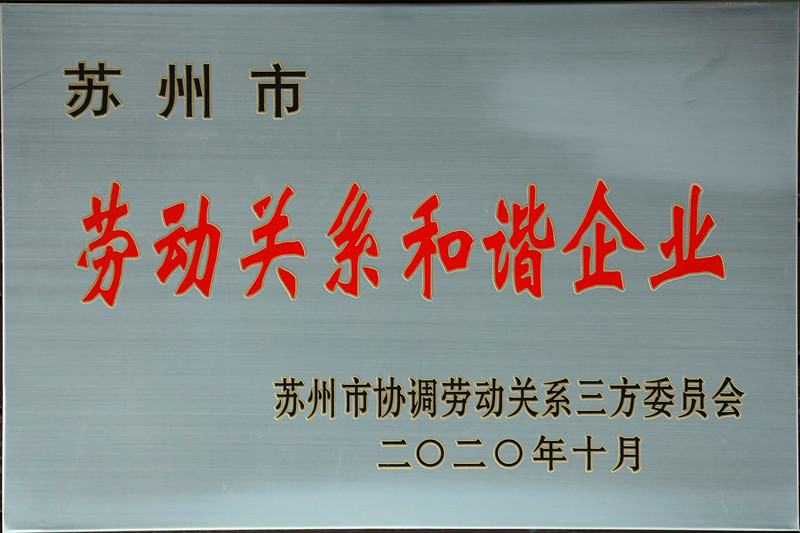 苏州市
劳动关系和谐企业
苏州市协调劳动关系三方委员会
二〇二〇年十月